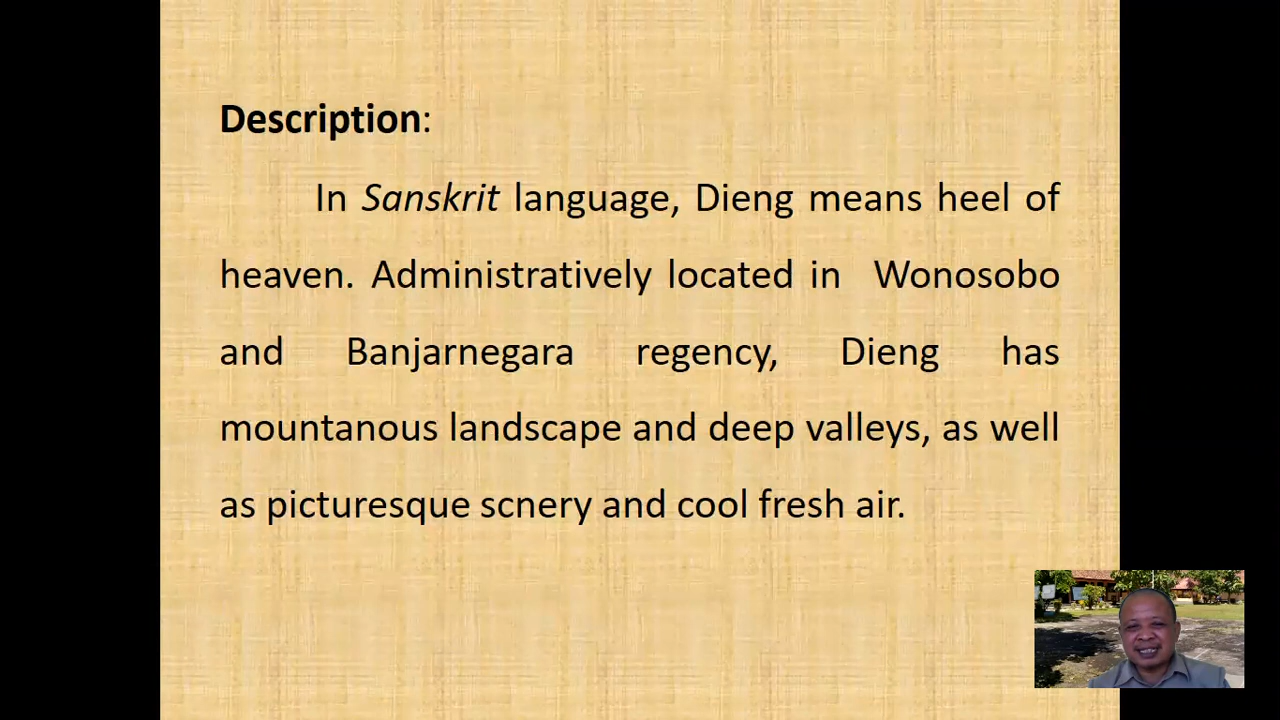 Description:
In Sanskrit language, Dieng means heel of
heaven. Administratively located in Wonosobo
and Banjarnegara regency, Dieng has
mountanous landscape and deep valleys, as well
as picturesque scnery and cool fresh air.